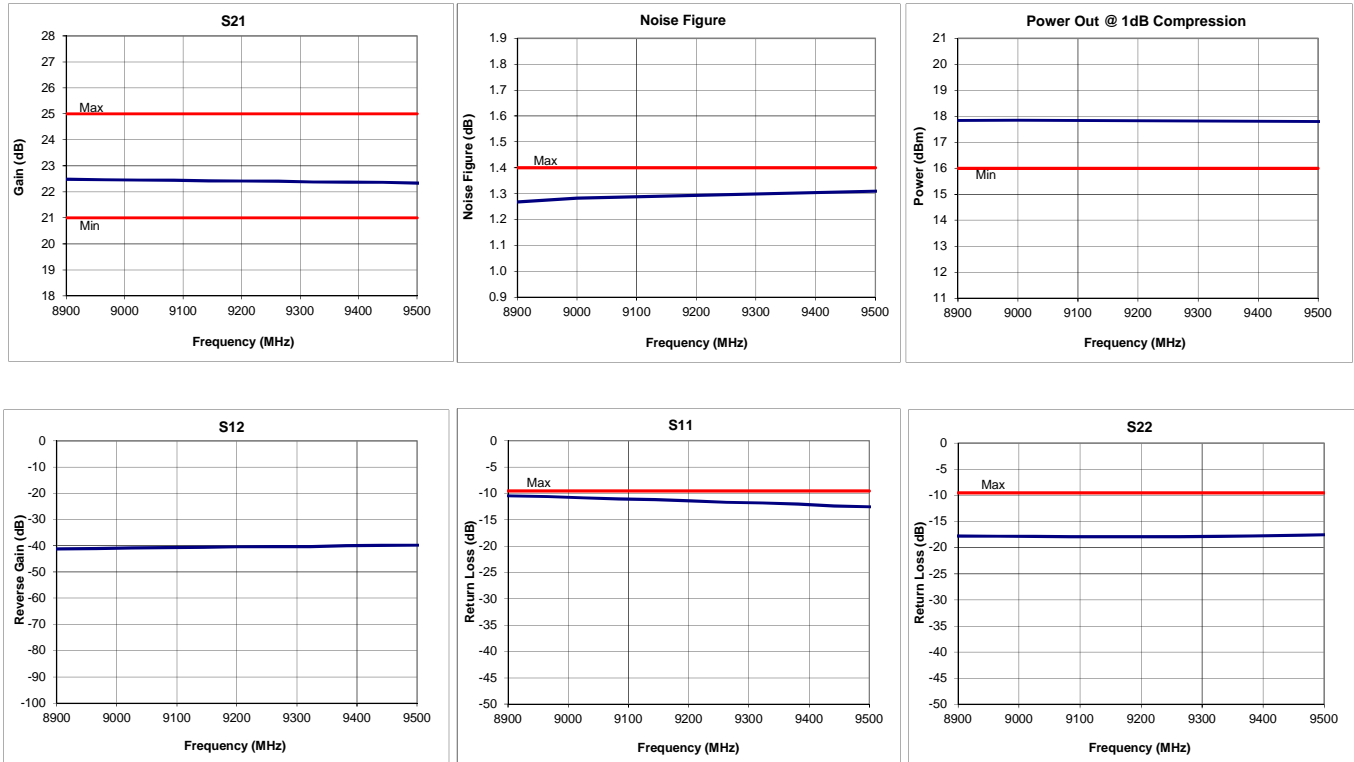 S21
28
27
26
25
24
23
22
21
20
19
18
Max
Min
Gain (dB)
8900 9000 9100 9200 9300 9400 9500
Frequency (MHz)
Noise Figure
1.9
1.8
1.7
1.6
1.5
1.4
1.3
1.2
1.1
1.0
0.9
Max
Noise Figure (dB)
8900 9000 9100 9200 9300 9400 9500
Frequency (MHz)
Power Out @ 1dB Compression
21
20
19
18
17
16
15
14
13
12
11
Min
Power (dBm)
8900 9000 9100 9200 9300 9400 9500
Frequency (MHz)
S12
0
-10
-20
-30
-40
-50
-60
-70
-80
-90
-100
Reverse Gain (dB)
8900 9000 9100 9200 9300 9400 9500
Frequency (MHz)
S11
0
-5
-10
-15
-20
-25
-30
-35
-40
-45
-50
Max
Return Loss (dB)
8900 9000 9100 9200 9300 9400 9500
Frequency (MHz)
S22
0
-5
-10
-15
-20
-25
-30
-35
-40
-45
-50
Max
Return Loss (dB)
8900 9000 9100 9200 9300 9400 9500
Frequency (MHz)